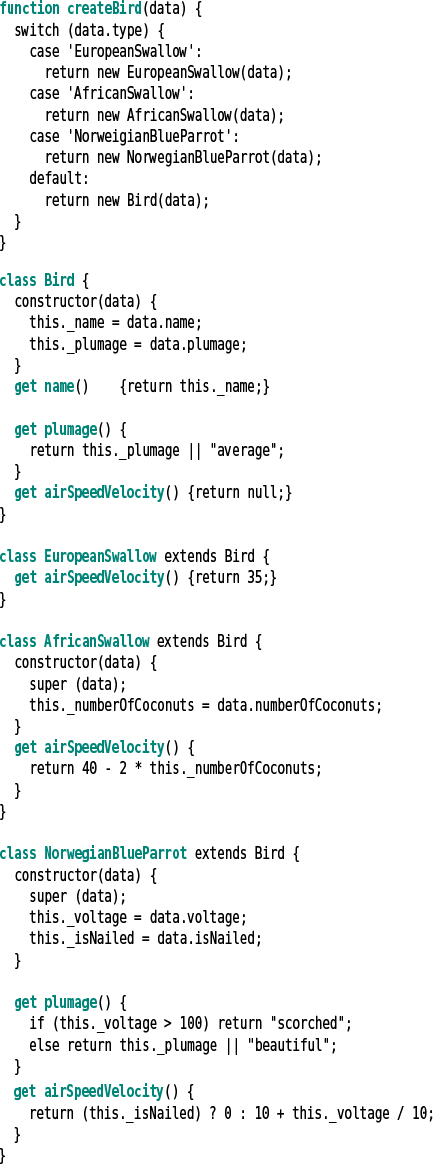 function createBird(data) {
  switch (data.type) {
    case 'EuropeanSwallow':
      return new EuropeanSwallow(data);
    case 'AfricanSwallow':
      return new AfricanSwallow(data);
    case 'NorweigianBlueParrot':
      return new NorwegianBlueParrot(data);
    default:
      return new Bird(data);
  }
}

class Bird {
  constructor(data) {
    this._name = data.name;
    this._plumage = data.plumage;
  }
  get name()    {return this._name;}

  get plumage() {
    return this._plumage || "average";
  }
  get airSpeedVelocity() {return null;}
}

class EuropeanSwallow extends Bird {
  get airSpeedVelocity() {return 35;}
}

class AfricanSwallow extends Bird {
  constructor(data) {
    super (data);
    this._numberOfCoconuts = data.numberOfCoconuts;
  }
  get airSpeedVelocity() {
    return 40 - 2 * this._numberOfCoconuts;
  }
}

class NorwegianBlueParrot extends Bird {
  constructor(data) {
    super (data);
    this._voltage = data.voltage;
    this._isNailed = data.isNailed;
  }

  get plumage() {
    if (this._voltage > 100) return "scorched";
    else return this._plumage || "beautiful";
  }
  get airSpeedVelocity() {
    return (this._isNailed) ? 0 : 10 + this._voltage / 10;
  }
}